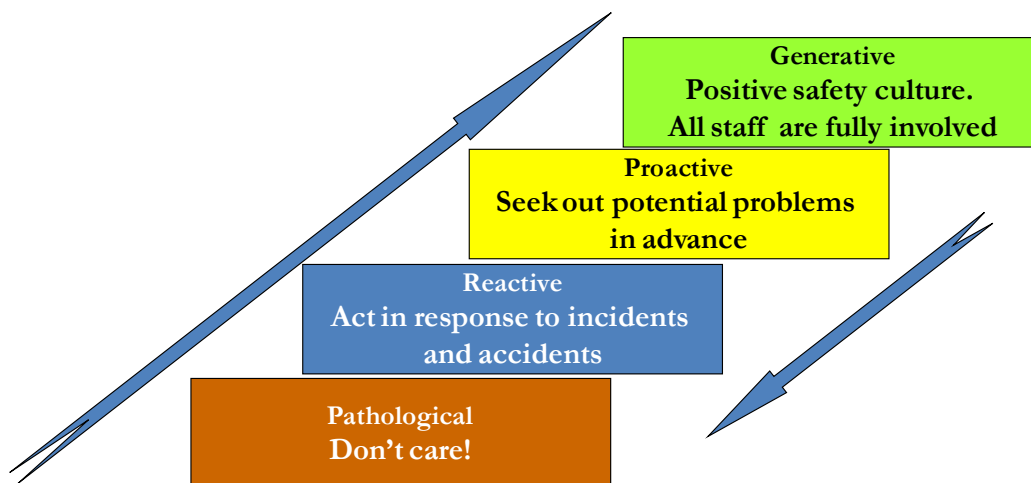 Generative
Positive safety culture.
All staff are fully involved
Proactive
Seek out potential problems
in advance
Reactive
Act in response to incidents
and accidents
Pathological
Don’t care!